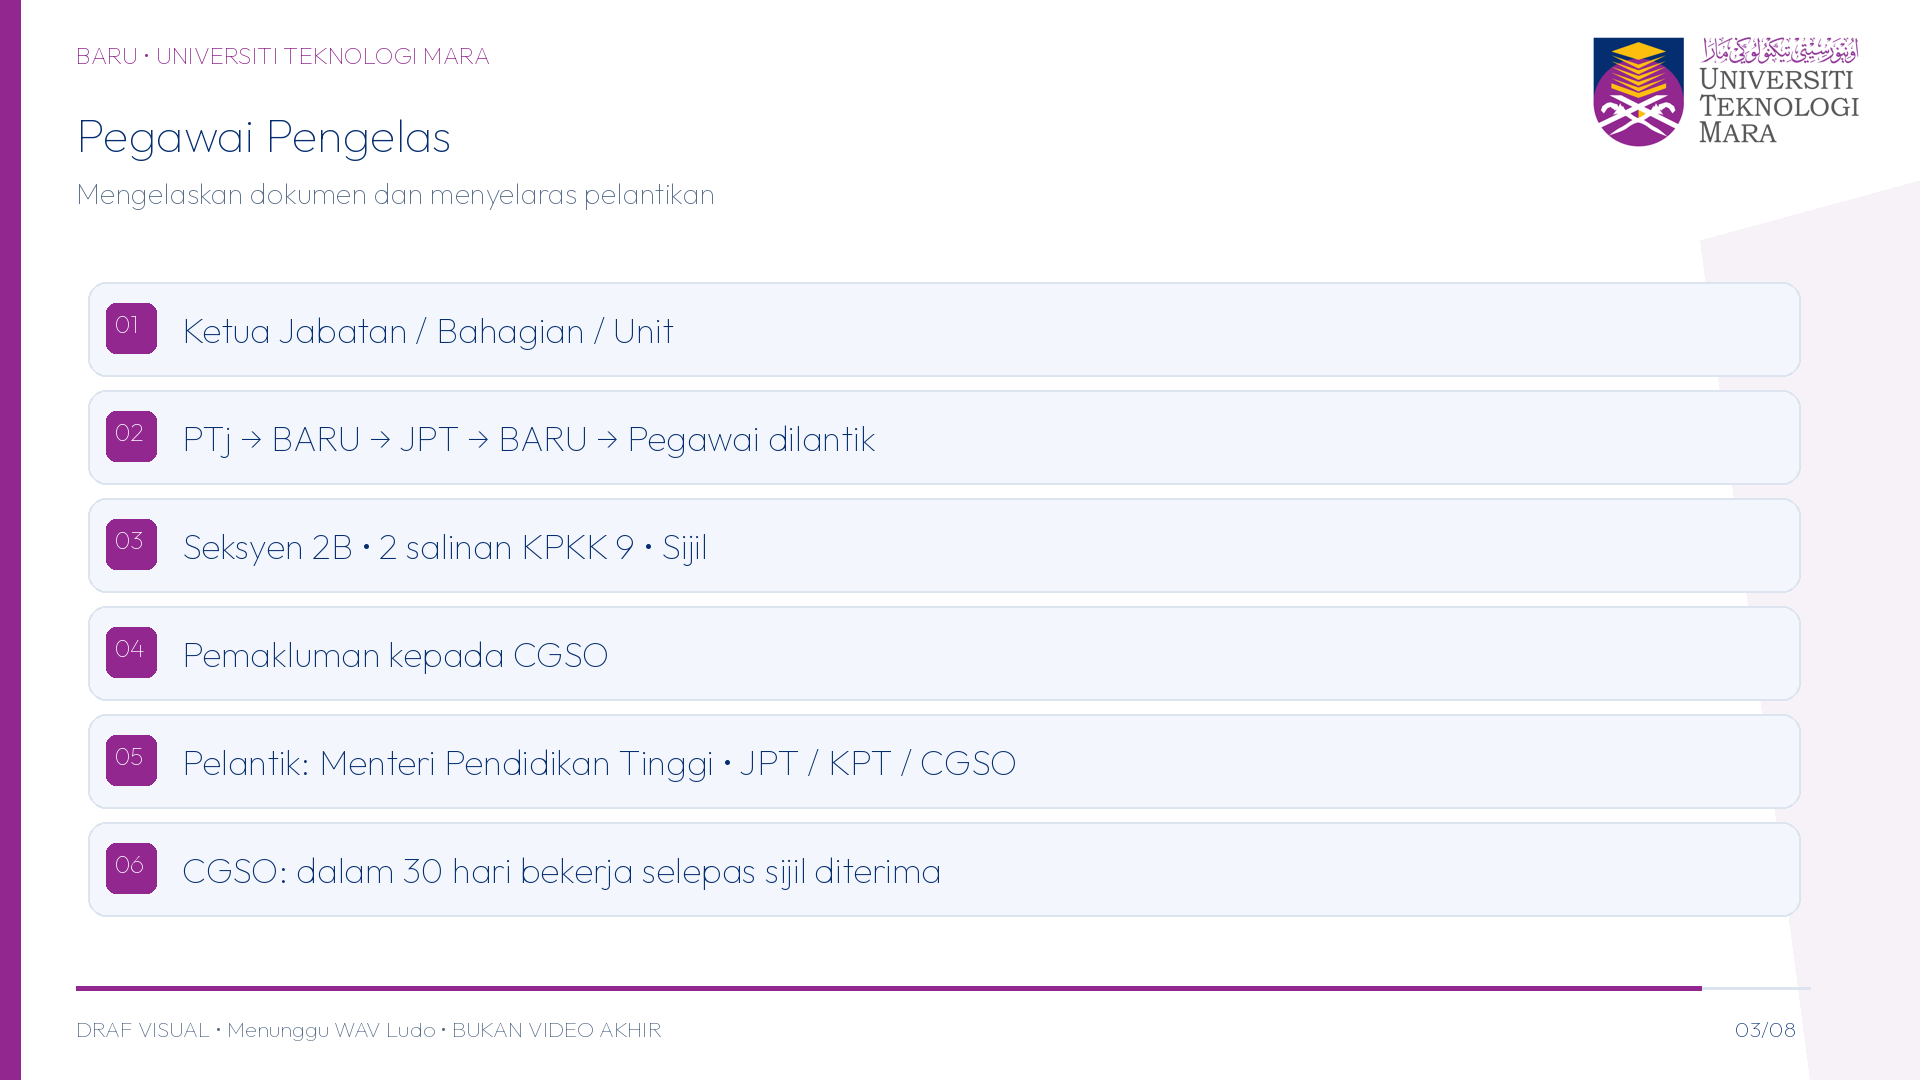 BARU • UNIVERSITI TEKNOLOGI MARA
اونيۏرسيتي تيكنولوڬي مارا
UNIVERSITI
TEKNOLOGI
MARA
Pegawai Pengelas
Mengelaskan dokumen dan menyelaras pelantikan
01 Ketua Jabatan / Bahagian / Unit
02 PTj → BARU → JPT → BARU → Pegawai dilantik
03 Seksyen 2B • 2 salinan KPKK 9 • Sijil
04 Pemakluman kepada CGSO
05 Pelantik: Menteri Pendidikan Tinggi • JPT / KPT / CGSO
06 CGSO: dalam 30 hari bekerja selepas sijil diterima
DRAF VISUAL • Menunggu WAV Ludo • BUKAN VIDEO AKHIR
03/08